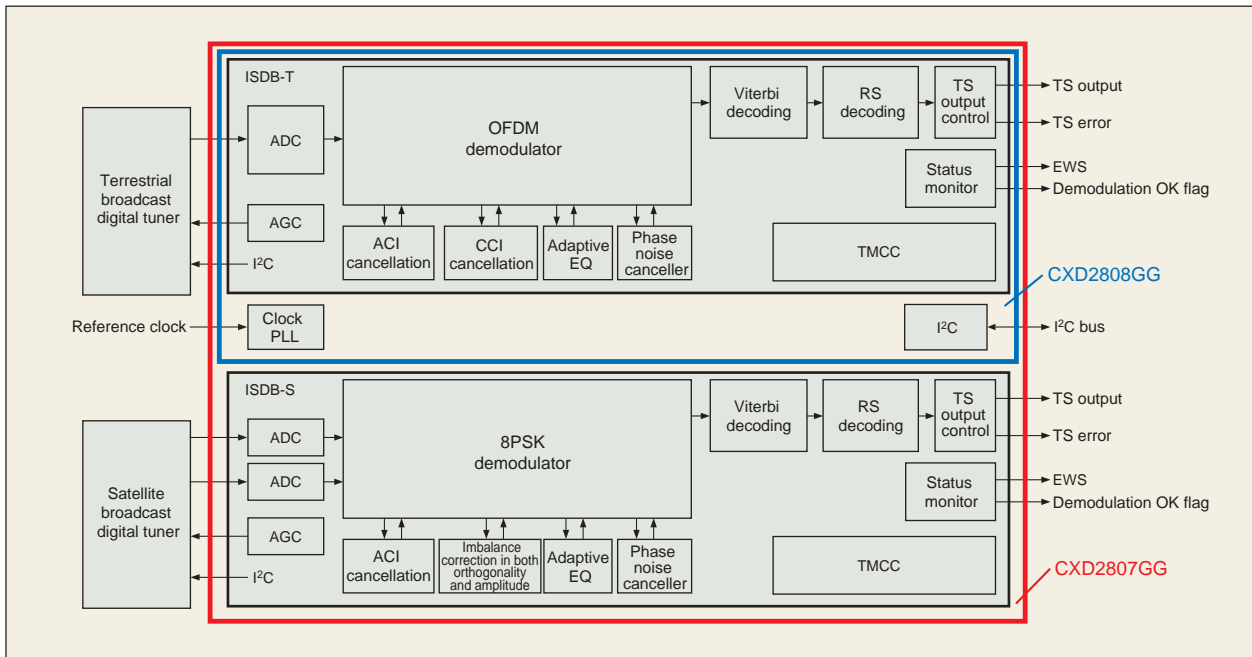 ISDB-T
Terrestrial
broadcast
digital tuner
ADC
AGC
I²C
OFDM
demodulator
ACI
cancellation
CCI
cancellation
Adaptive
EQ
Phase
noise
canceller
Viterbi
decoding
RS
decoding
TS
output
control
Status
monitor
TMCC
TS output
TS error
EWS
Demodulation OK flag
CXD2808GG
Reference clock
Clock
PLL
I²C
I²C bus
ISDB-S
Satellite
broadcast
digital tuner
ADC
ADC
AGC
I²C
8PSK
demodulator
ACI
cancellation
Imbalance
correction in both
orthogonality
and amplitude
Adaptive
EQ
Phase
noise
canceller
Viterbi
decoding
RS
decoding
TS
output
control
Status
monitor
TMCC
TS output
TS error
EWS
Demodulation OK flag
CXD2807GG